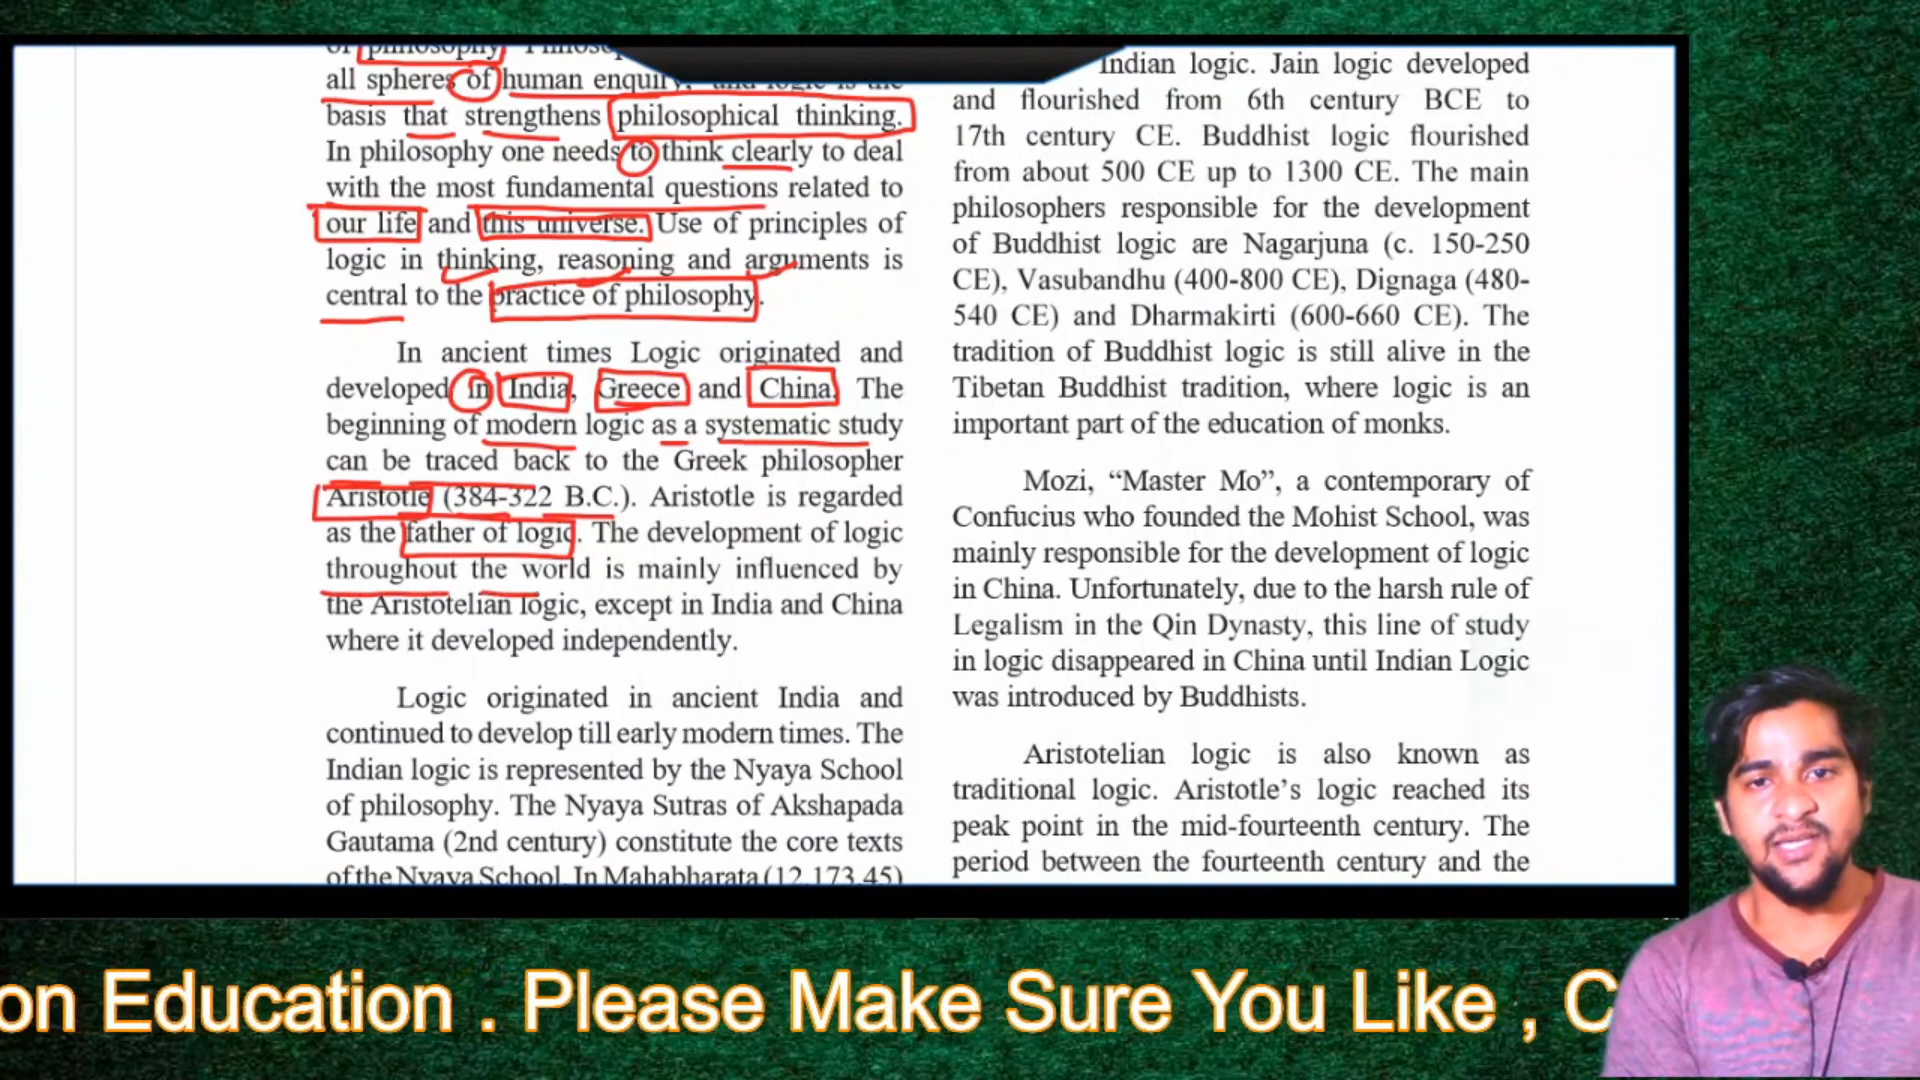 of philosophy.
all spheres of human enquiry, and logic is the
basis that strengthens philosophical thinking.
In philosophy one needs to think clearly to deal
with the most fundamental questions related to
our life and this universe. Use of principles of
logic in thinking, reasoning and arguments is
central to the practice of philosophy.
In ancient times Logic originated and
developed in India, Greece and China. The
beginning of modern logic as a systematic study
can be traced back to the Greek philosopher
Aristotle (384-322 B.C.). Aristotle is regarded
as the father of logic. The development of logic
throughout the world is mainly influenced by
the Aristotelian logic, except in India and China
where it developed independently.
Logic originated in ancient India and
continued to develop till early modern times. The
Indian logic is represented by the Nyaya School
of philosophy. The Nyaya Sutras of Akshapada
Gautama (2nd century) constitute the core texts
of the Nyaya School. In Mahabharata (12.173.45)
Indian logic. Jain logic developed
and flourished from 6th century BCE to
17th century CE. Buddhist logic flourished
from about 500 CE up to 1300 CE. The main
philosophers responsible for the development
of Buddhist logic are Nagarjuna (c. 150-250
CE), Vasubandhu (400-800 CE), Dignaga (480-
540 CE) and Dharmakirti (600-660 CE). The
tradition of Buddhist logic is still alive in the
Tibetan Buddhist tradition, where logic is an
important part of the education of monks.
Mozi, “Master Mo”, a contemporary of
Confucius who founded the Mohist School, was
mainly responsible for the development of logic
in China. Unfortunately, due to the harsh rule of
Legalism in the Qin Dynasty, this line of study
in logic disappeared in China until Indian Logic
was introduced by Buddhists.
Aristotelian logic is also known as
traditional logic. Aristotle’s logic reached its
peak point in the mid-fourteenth century. The
period between the fourteenth century and the
on Education . Please Make Sure You Like , C